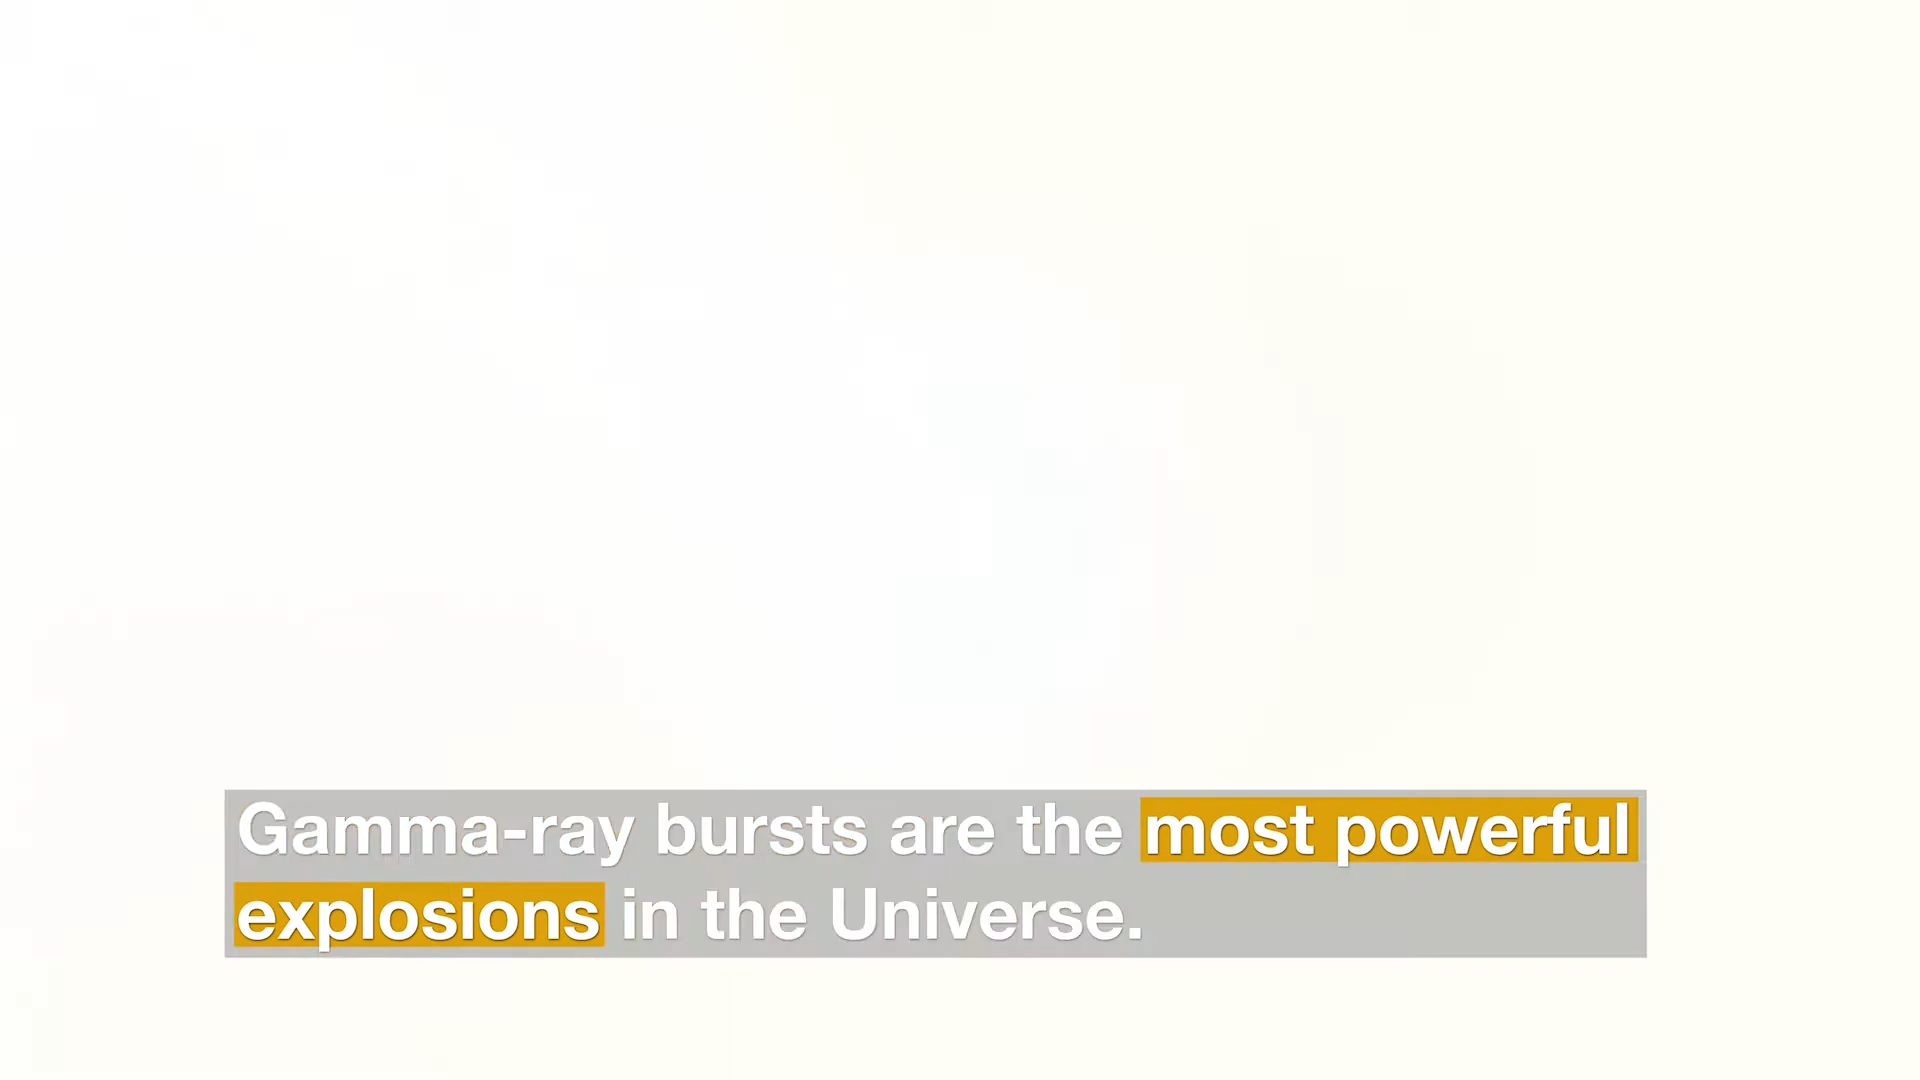 Gamma-ray bursts are the most powerful
explosions in the Universe.